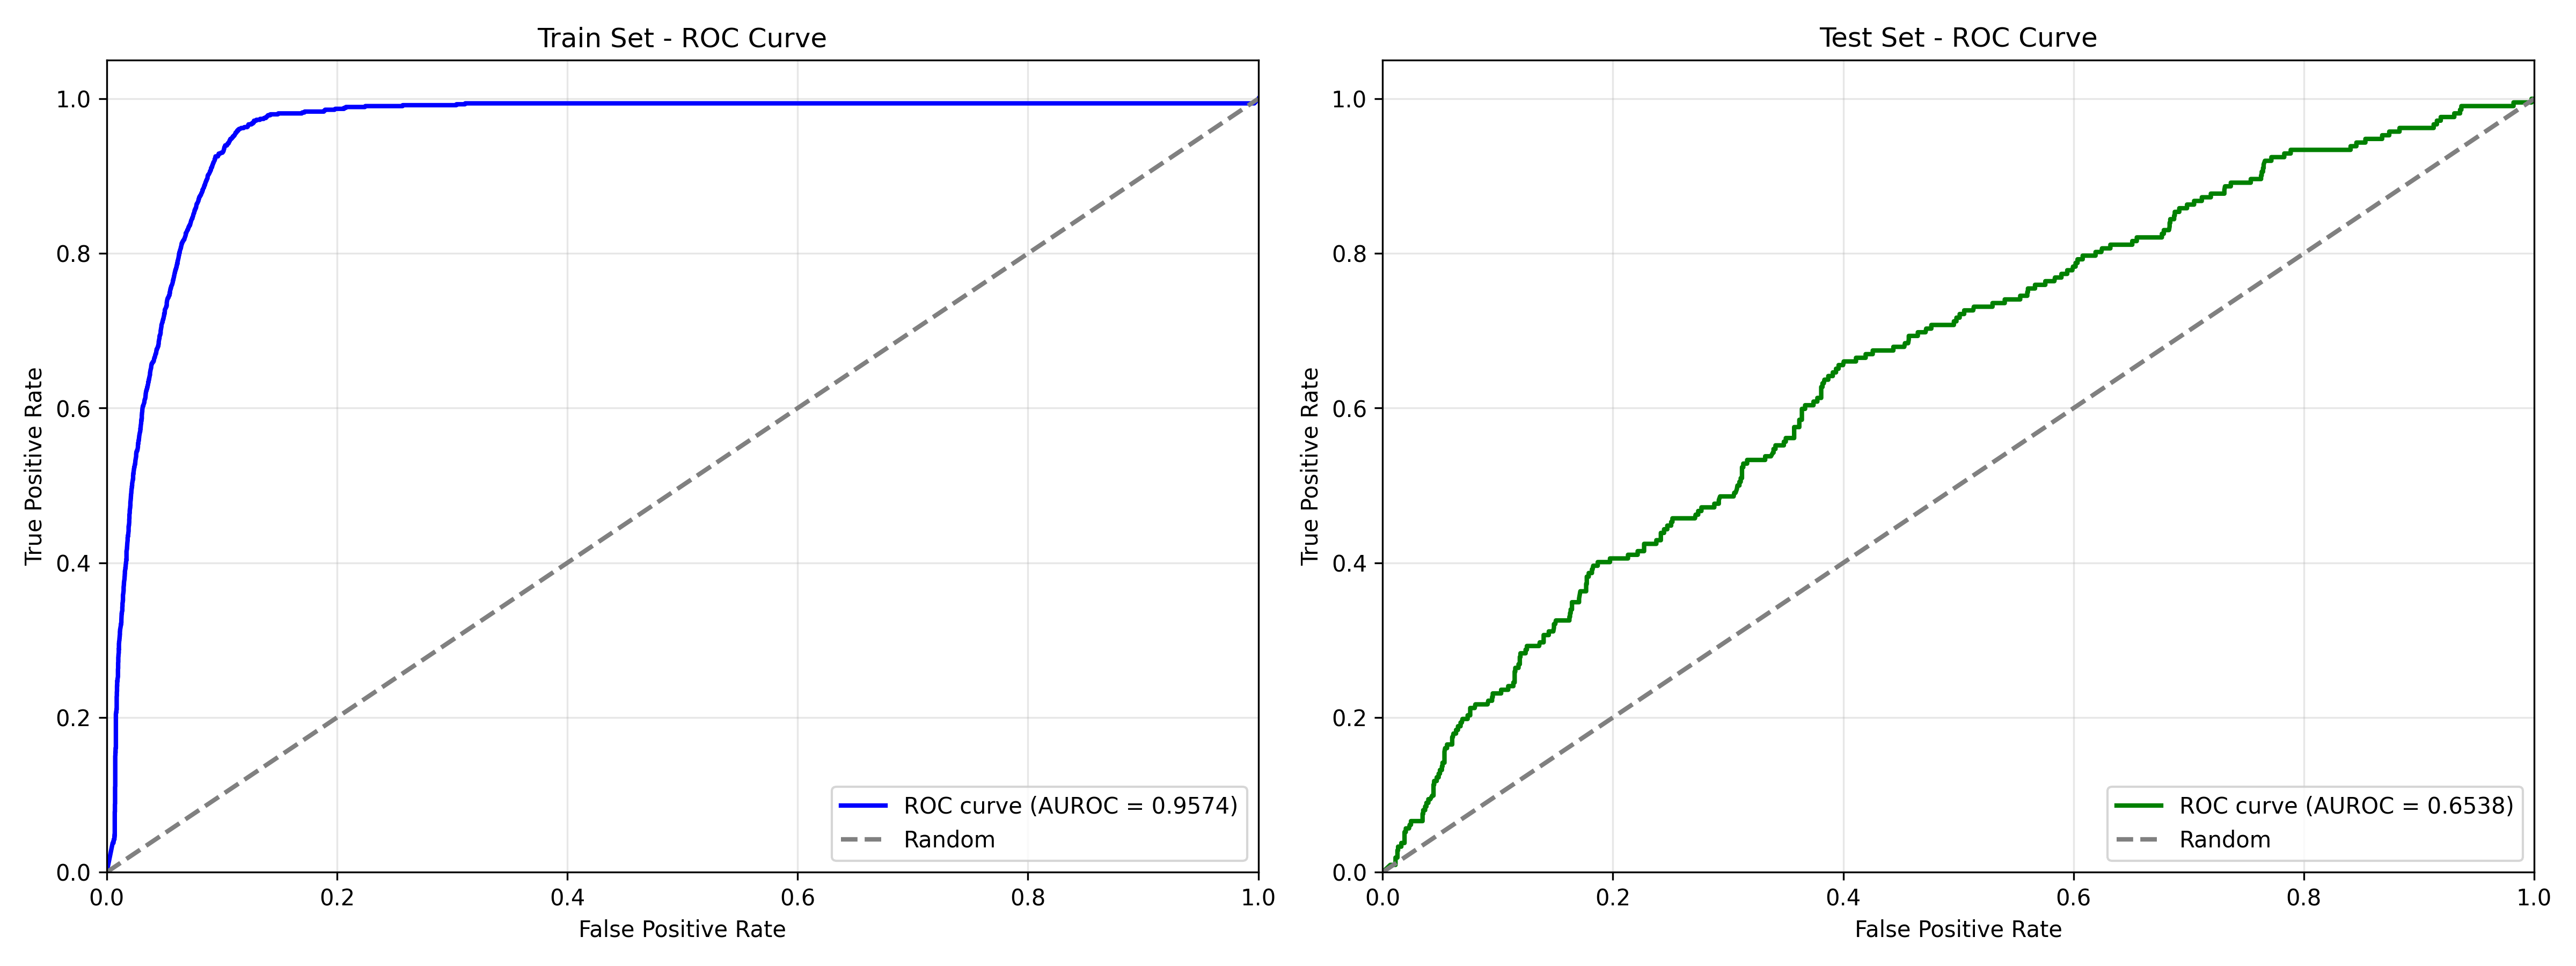 Train Set - ROC Curve
True Positive Rate
1.0
0.8
0.6
0.4
0.2
0.0
ROC curve (AUROC = 0.9574)
Random
0.0 0.2 0.4 0.6 0.8 1.0
False Positive Rate
Test Set - ROC Curve
True Positive Rate
1.0
0.8
0.6
0.4
0.2
0.0
ROC curve (AUROC = 0.6538)
Random
0.0 0.2 0.4 0.6 0.8 1.0
False Positive Rate